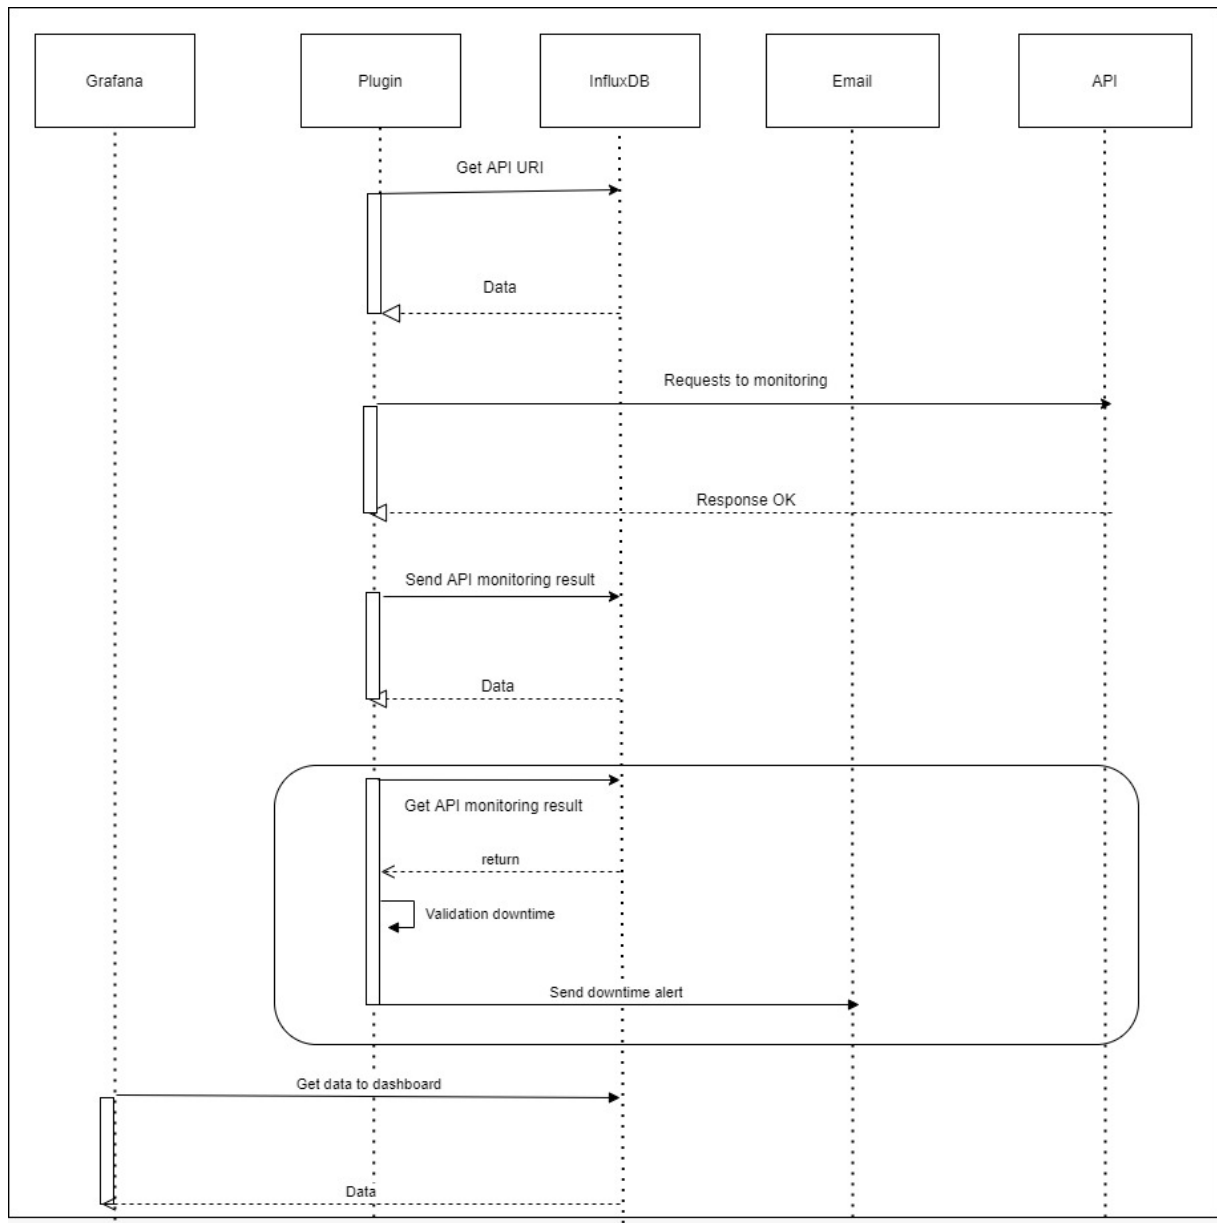 Grafana
Plugin
InfluxDB
Email
API
Get API URI
Data
Requests to monitoring
Response OK
Send API monitoring result
Data
Get API monitoring result
return
Validation downtime
Send downtime alert
Get data to dashboard
Data